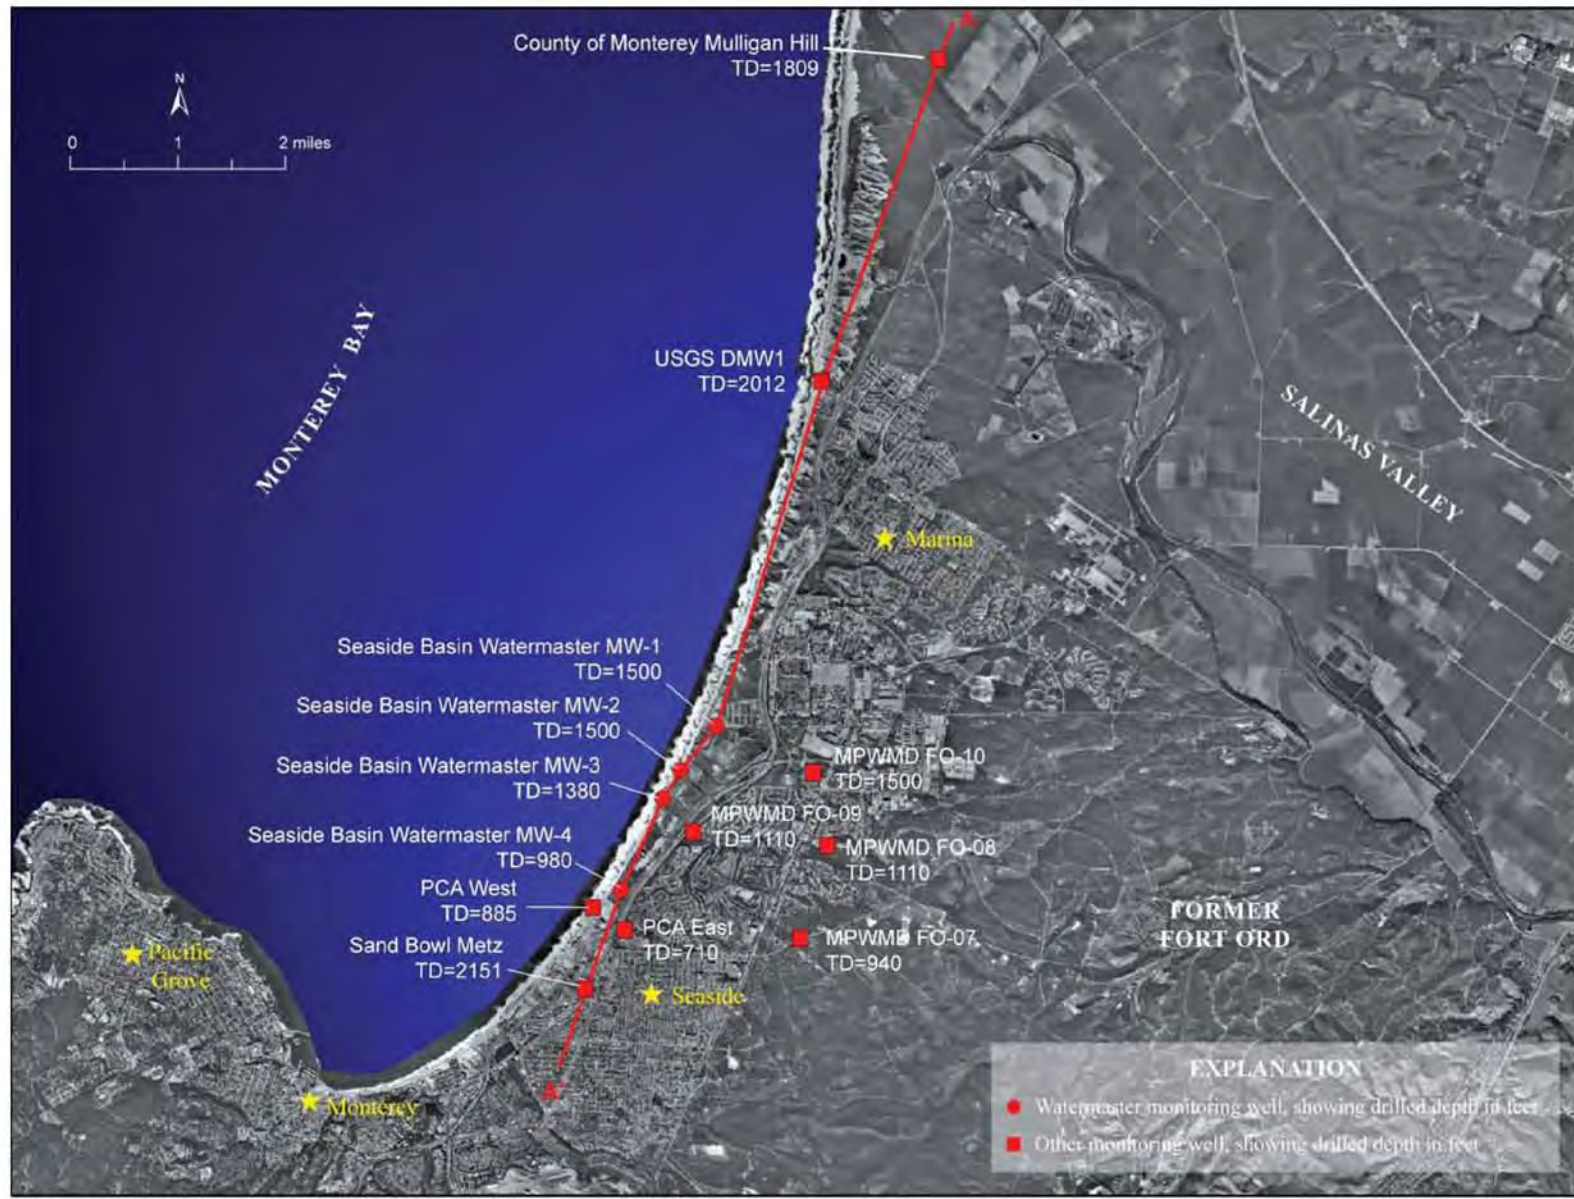 A
County of Monterey Mulligan Hill
TD=1809
N
0 1 2 miles
MONTEREY BAY
USGS DMW1
TD=2012
SALINAS VALLEY
Marina
Seaside Basin Watermaster MW-1
TD=1500
Seaside Basin Watermaster MW-2
TD=1500
Seaside Basin Watermaster MW-3
TD=1380
MPWMD FO-10
TD=1500
MPWMD FO-09
TD=1110
Seaside Basin Watermaster MW-4
TD=980
MPWMD FO-08
TD=1110
PCA West
TD=885
PCA East
TD=710
MPWMD FO-07
TD=940
FORMER
FORT ORD
Sand Bowl Metz
TD=2151
Pacific
Grove
Seaside
A'
Monterey
EXPLANATION
Watermaster monitoring well, showing drilled depth in feet
Other monitoring well, showing drilled depth in feet